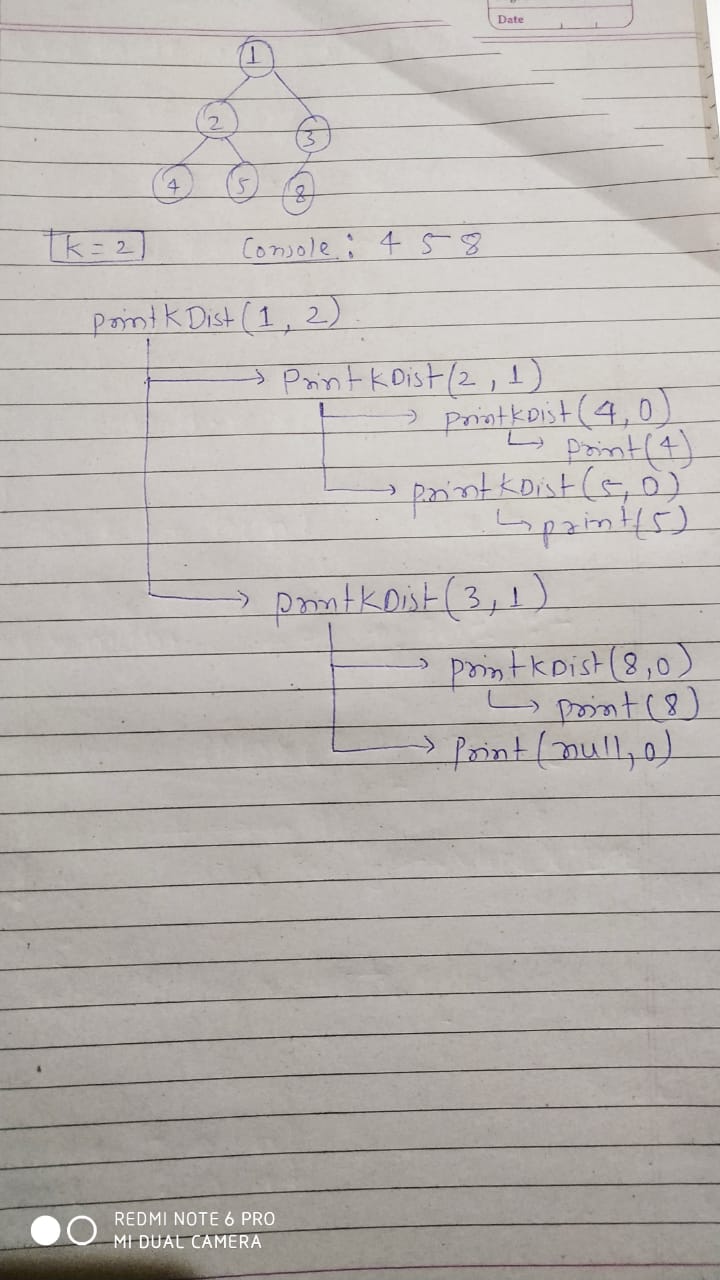 Date
1
2
3
4 5 8
k = 2 Console: 4 5 8
printkDist(1, 2)
printkDist(2, 1)
printkDist(4, 0)
print(4)
printkDist(5, 0)
print(5)
printkDist(3, 1)
printkDist(8, 0)
print(8)
Print(null, 0)
REDMI NOTE 6 PRO
MI DUAL CAMERA